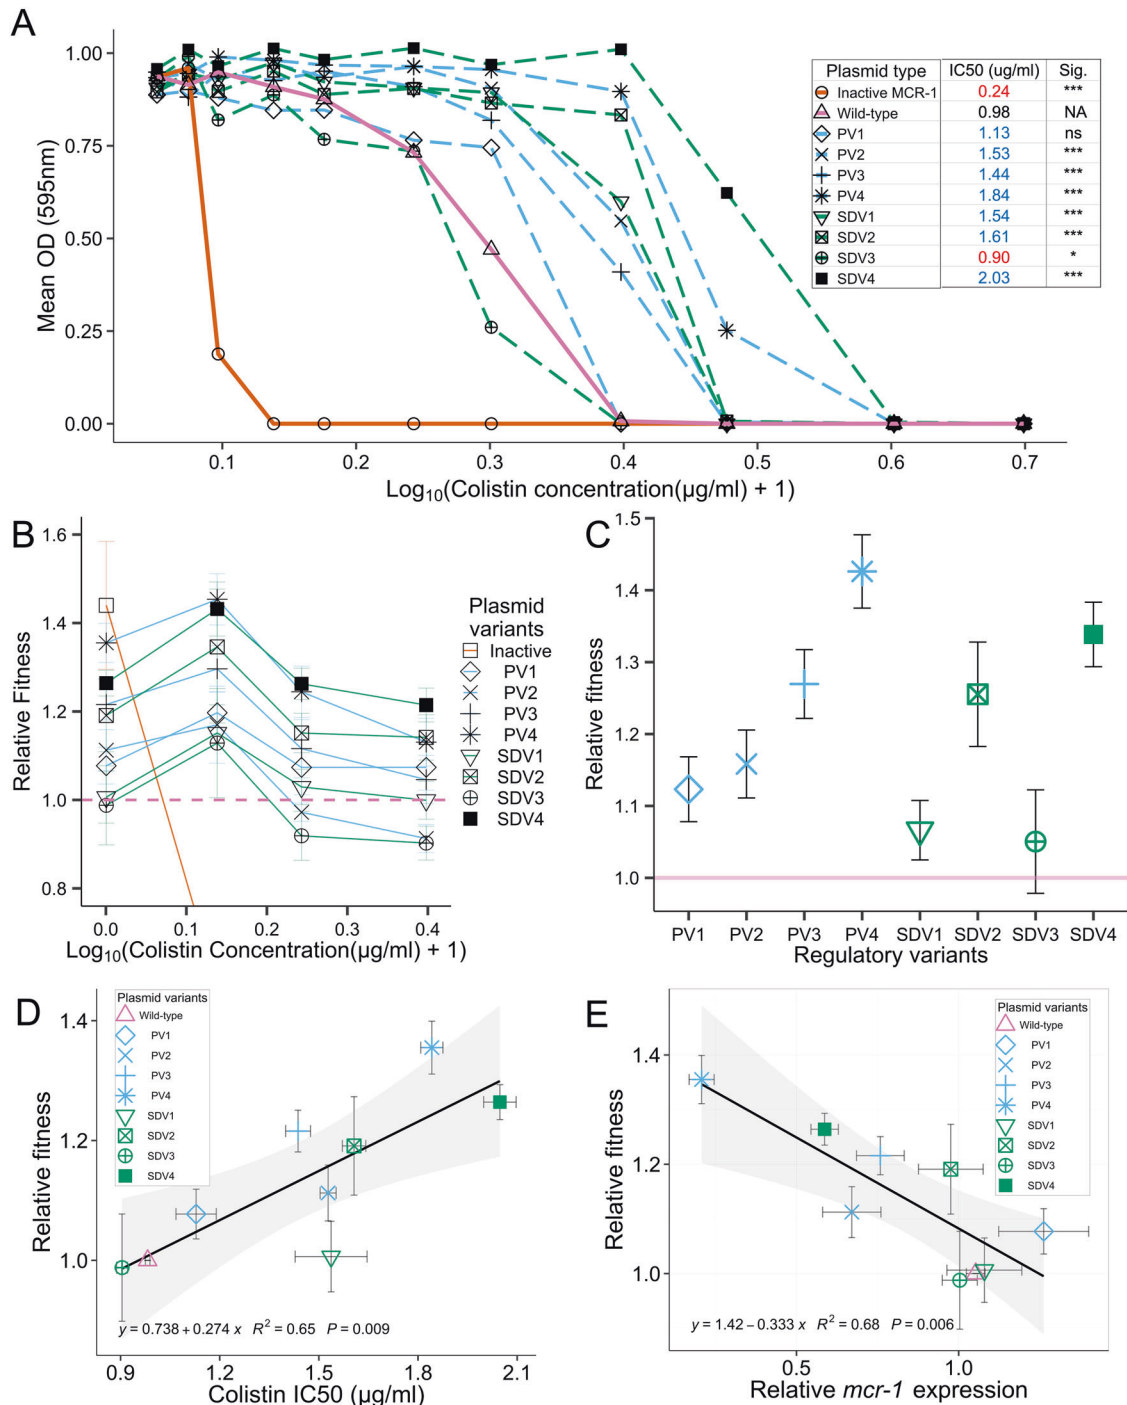 A
Mean OD (595nm)
1.00
0.75
0.50
0.25
0.00
0.1 0.2 0.3 0.4 0.5 0.6 0.7
Log10(Colistin concentration(µg/ml) + 1)
Plasmid type IC50 (ug/ml) Sig.
Inactive MCR-1 0.24 ***
Wild-type 0.98 NA
PV1 1.13 ns
PV2 1.53 ***
PV3 1.44 ***
PV4 1.84 ***
SDV1 1.54 ***
SDV2 1.61 ***
SDV3 0.90 *
SDV4 2.03 ***
B
Relative Fitness
1.6
1.4
1.2
1.0
0.8
0.0 0.1 0.2 0.3 0.4
Log10(Colistin Concentration(µg/ml) + 1)
Plasmid
variants
Inactive
PV1
PV2
PV3
PV4
SDV1
SDV2
SDV3
SDV4
C
Relative fitness
1.5
1.4
1.3
1.2
1.1
1.0
PV1 PV2 PV3 PV4 SDV1 SDV2 SDV3 SDV4
Regulatory variants
D
Relative fitness
1.4
1.2
1.0
Plasmid variants
Wild-type
PV1
PV2
PV3
PV4
SDV1
SDV2
SDV3
SDV4
y = 0.738 + 0.274 x R² = 0.65 P = 0.009
0.9 1.2 1.5 1.8 2.1
Colistin IC50 (µg/ml)
E
Relative fitness
1.4
1.2
1.0
Plasmid variants
Wild-type
PV1
PV2
PV3
PV4
SDV1
SDV2
SDV3
SDV4
y = 1.42 − 0.333 x R² = 0.68 P = 0.006
0.5 1.0
Relative mcr-1 expression